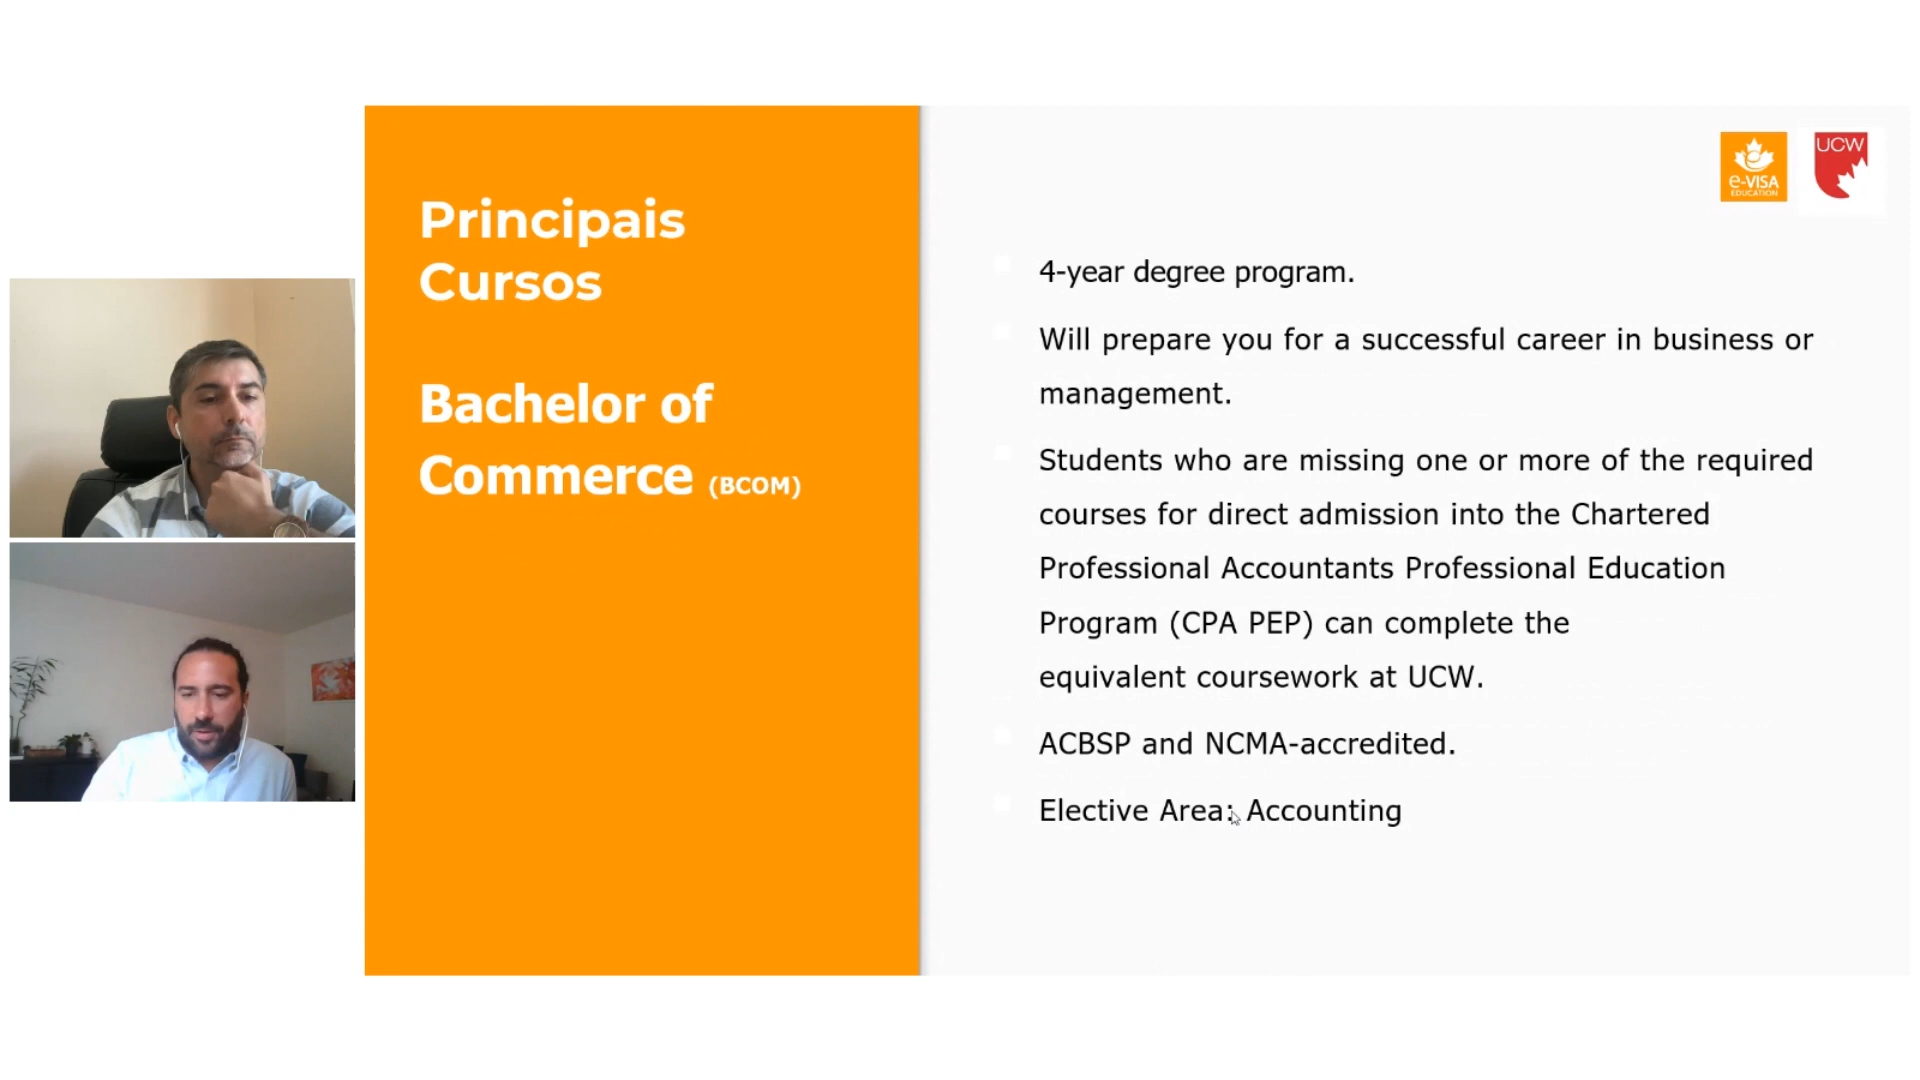 Principais
Cursos
Bachelor of
Commerce (BCOM)
e-VISA
EDUCATION
UCW
4-year degree program.
Will prepare you for a successful career in business or
management.
Students who are missing one or more of the required
courses for direct admission into the Chartered
Professional Accountants Professional Education
Program (CPA PEP) can complete the
equivalent coursework at UCW.
ACBSP and NCMA-accredited.
Elective Area: Accounting